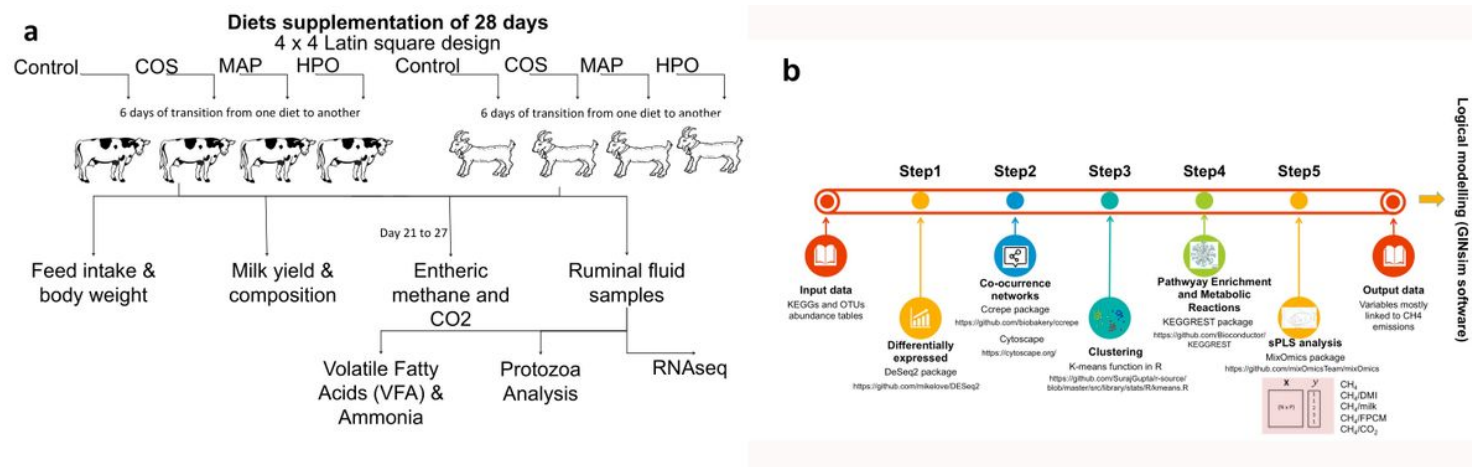 a
Diets supplementation of 28 days
4 x 4 Latin square design
Control COS MAP HPO Control COS MAP HPO
6 days of transition from one diet to another 6 days of transition from one diet to another
Day 21 to 27
Feed intake &
body weight
Milk yield &
composition
Entheric
methane and
CO2
Ruminal fluid
samples
Volatile Fatty
Acids (VFA) &
Ammonia
Protozoa
Analysis
RNAseq
b
Step1 Step2 Step3 Step4 Step5
Input data
KEGGs and OTUs
abundance tables
Differentially
expressed
DeSeq2 package
https://github.com/mikelove/DESeq2
Co-ocurrence
networks
Ccrepe package
https://github.com/biobakery/ccrepe
Cytoscape
https://cytoscape.org/
Clustering
K-means function in R
https://github.com/SurajGupta/r-source/
blob/master/src/library/stats/R/kmeans.R
Pathwyay Enrichment
and Metabolic
Reactions
KEGGREST package
https://github.com/Bioconductor/
KEGGREST
sPLS analysis
MixOmics package
https://github.com/mixOmicsTeam/mixOmics
X y
(N x P)
CH₄
CH₄/DMI
CH₄/milk
CH₄/FPCM
CH₄/CO₂
Output data
Variables mostly
linked to CH4
emissions
Logical modelling (GINsim software)